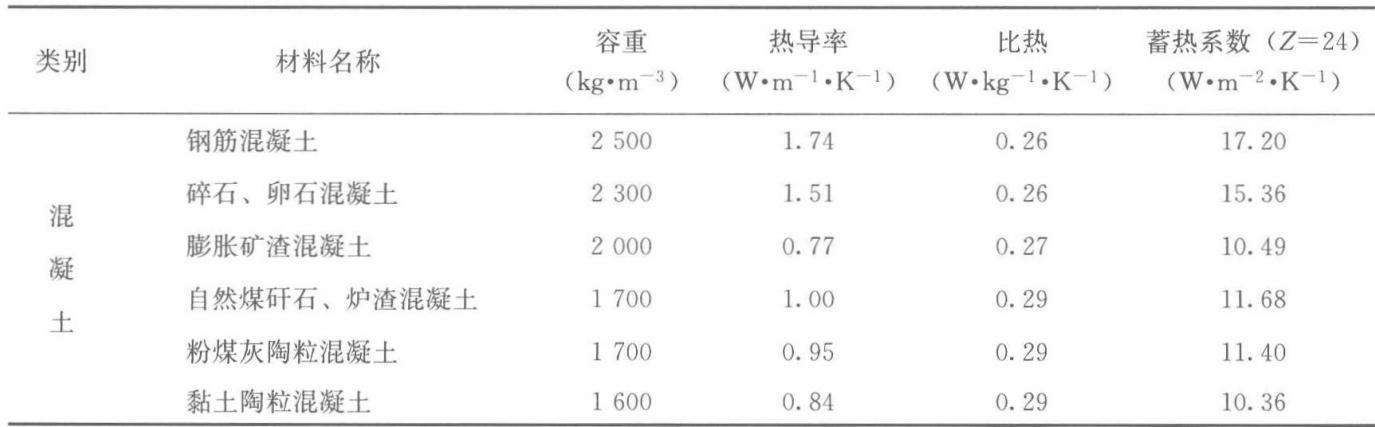 类别 材料名称 容重 (kg•m⁻³) 热导率 (W•m⁻¹•K⁻¹) 比热 (W•kg⁻¹•K⁻¹) 蓄热系数 (Z=24) (W•m⁻²•K⁻¹)
混凝土
钢筋混凝土 2 500 1.74 0.26 17.20
碎石、卵石混凝土 2 300 1.51 0.26 15.36
膨胀矿渣混凝土 2 000 0.77 0.27 10.49
自然煤矸石、炉渣混凝土 1 700 1.00 0.29 11.68
粉煤灰陶粒混凝土 1 700 0.95 0.29 11.40
黏土陶粒混凝土 1 600 0.84 0.29 10.36